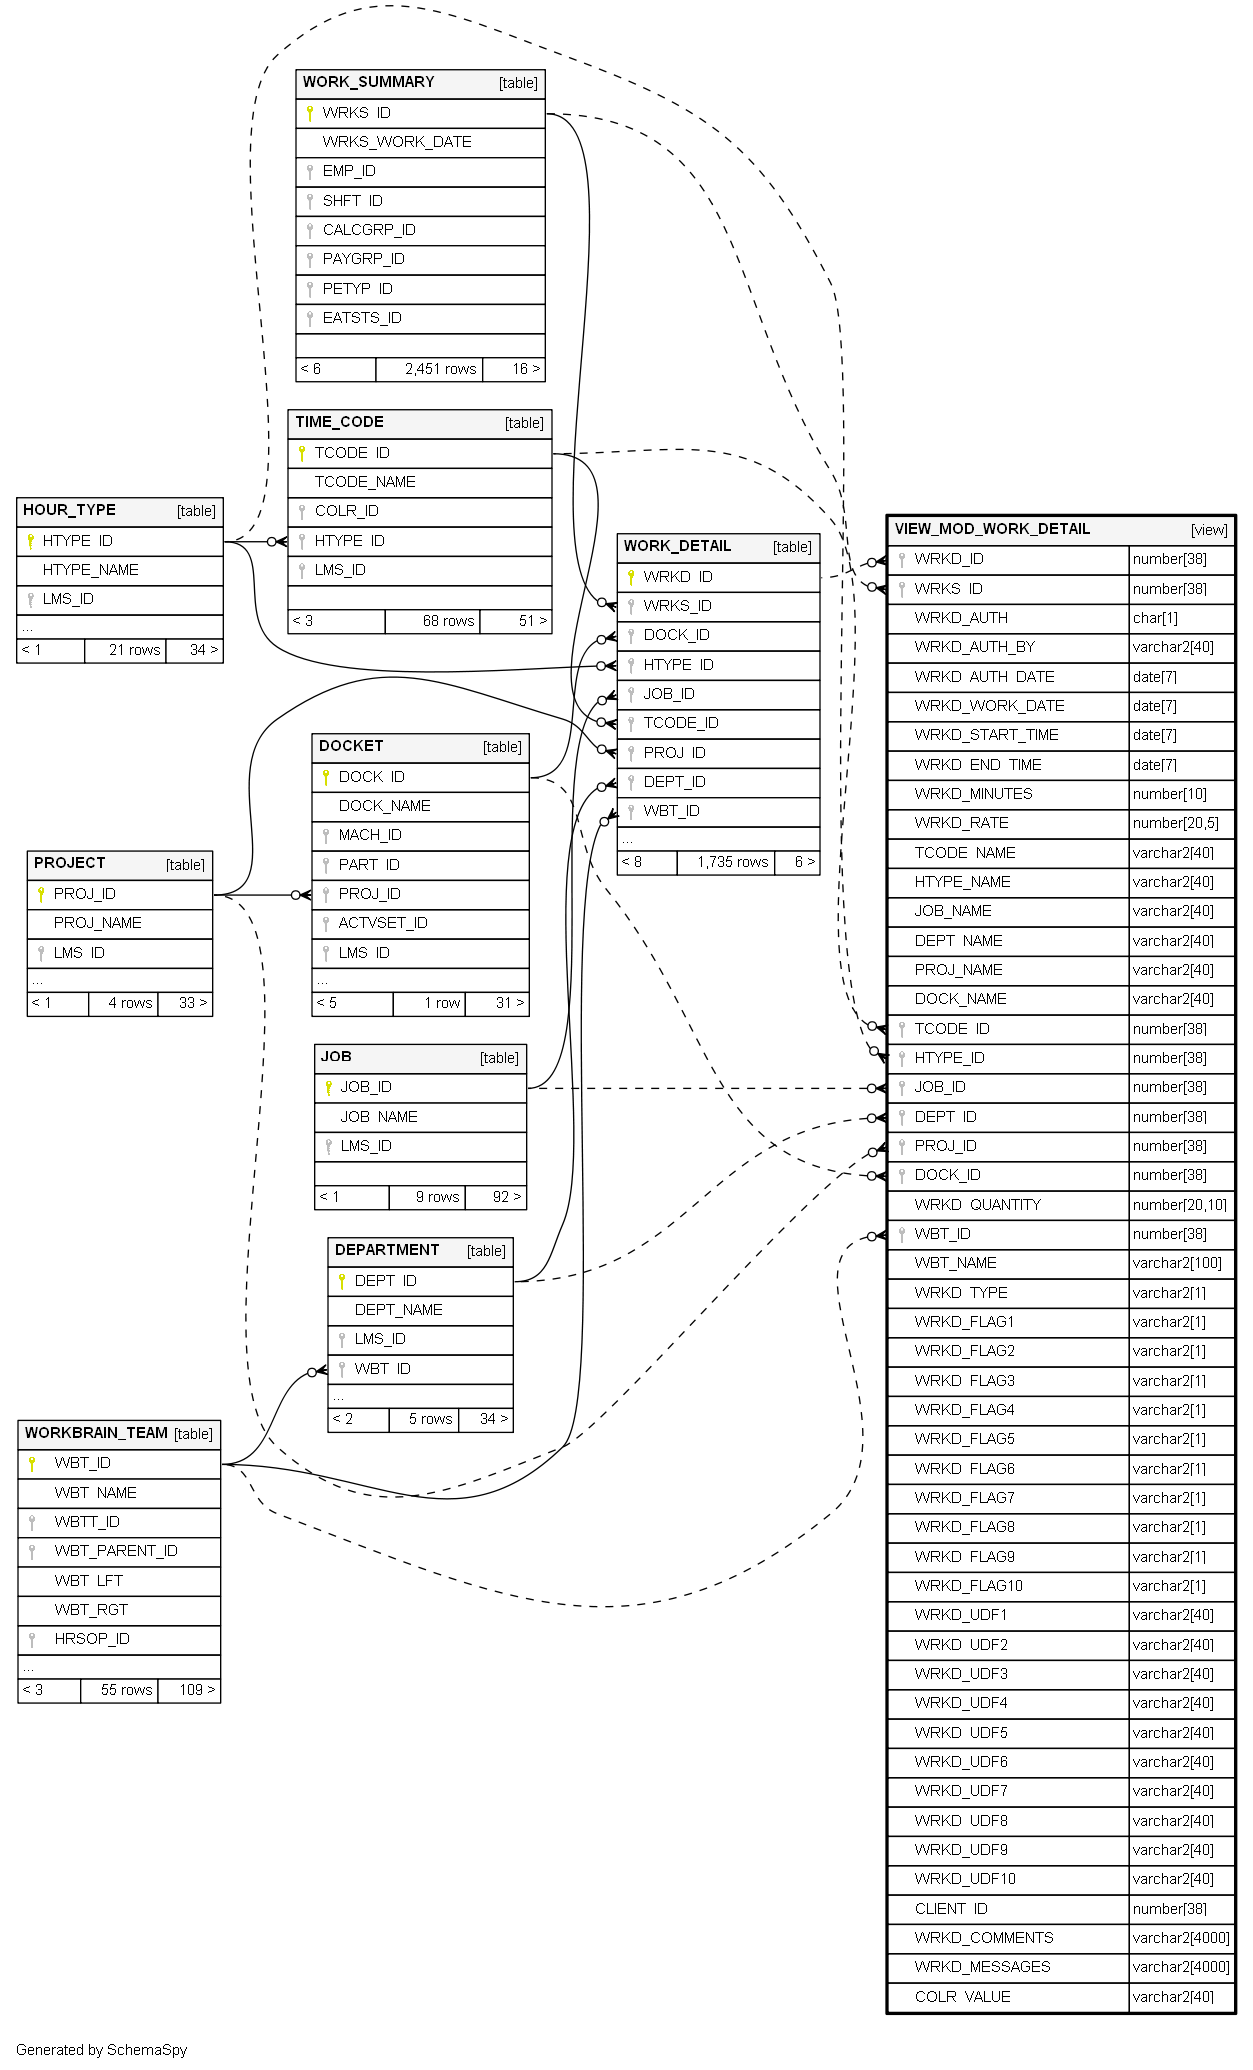 WORK_SUMMARY [table]
WRKS_ID
WRKS_WORK_DATE
EMP_ID
SHFT_ID
CALCGRP_ID
PAYGRP_ID
PETYP_ID
EATSTS_ID
< 6 2,451 rows 16 >
TIME_CODE [table]
TCODE_ID
TCODE_NAME
COLR_ID
HTYPE_ID
LMS_ID
< 3 68 rows 51 >
HOUR_TYPE [table]
HTYPE_ID
HTYPE_NAME
LMS_ID
...
< 1 21 rows 34 >
WORK_DETAIL [table]
WRKD_ID
WRKS_ID
DOCK_ID
HTYPE_ID
JOB_ID
TCODE_ID
PROJ_ID
DEPT_ID
WBT_ID
...
< 8 1,735 rows 6 >
DOCKET [table]
DOCK_ID
DOCK_NAME
MACH_ID
PART_ID
PROJ_ID
ACTVSET_ID
LMS_ID
...
< 5 1 row 31 >
PROJECT [table]
PROJ_ID
PROJ_NAME
LMS_ID
...
< 1 4 rows 33 >
JOB [table]
JOB_ID
JOB_NAME
LMS_ID
< 1 9 rows 92 >
DEPARTMENT [table]
DEPT_ID
DEPT_NAME
LMS_ID
WBT_ID
...
< 2 5 rows 34 >
WORKBRAIN_TEAM [table]
WBT_ID
WBT_NAME
WBTT_ID
WBT_PARENT_ID
WBT_LFT
WBT_RGT
HRSOP_ID
...
< 3 55 rows 109 >
VIEW_MOD_WORK_DETAIL [view]
WRKD_ID number[38]
WRKS_ID number[38]
WRKD_AUTH char[1]
WRKD_AUTH_BY varchar2[40]
WRKD_AUTH_DATE date[7]
WRKD_WORK_DATE date[7]
WRKD_START_TIME date[7]
WRKD_END_TIME date[7]
WRKD_MINUTES number[10]
WRKD_RATE number[20,5]
TCODE_NAME varchar2[40]
HTYPE_NAME varchar2[40]
JOB_NAME varchar2[40]
DEPT_NAME varchar2[40]
PROJ_NAME varchar2[40]
DOCK_NAME varchar2[40]
TCODE_ID number[38]
HTYPE_ID number[38]
JOB_ID number[38]
DEPT_ID number[38]
PROJ_ID number[38]
DOCK_ID number[38]
WRKD_QUANTITY number[20,10]
WBT_ID number[38]
WBT_NAME varchar2[100]
WRKD_TYPE varchar2[1]
WRKD_FLAG1 varchar2[1]
WRKD_FLAG2 varchar2[1]
WRKD_FLAG3 varchar2[1]
WRKD_FLAG4 varchar2[1]
WRKD_FLAG5 varchar2[1]
WRKD_FLAG6 varchar2[1]
WRKD_FLAG7 varchar2[1]
WRKD_FLAG8 varchar2[1]
WRKD_FLAG9 varchar2[1]
WRKD_FLAG10 varchar2[1]
WRKD_UDF1 varchar2[40]
WRKD_UDF2 varchar2[40]
WRKD_UDF3 varchar2[40]
WRKD_UDF4 varchar2[40]
WRKD_UDF5 varchar2[40]
WRKD_UDF6 varchar2[40]
WRKD_UDF7 varchar2[40]
WRKD_UDF8 varchar2[40]
WRKD_UDF9 varchar2[40]
WRKD_UDF10 varchar2[40]
CLIENT_ID number[38]
WRKD_COMMENTS varchar2[4000]
WRKD_MESSAGES varchar2[4000]
COLR_VALUE varchar2[40]
Generated by SchemaSpy